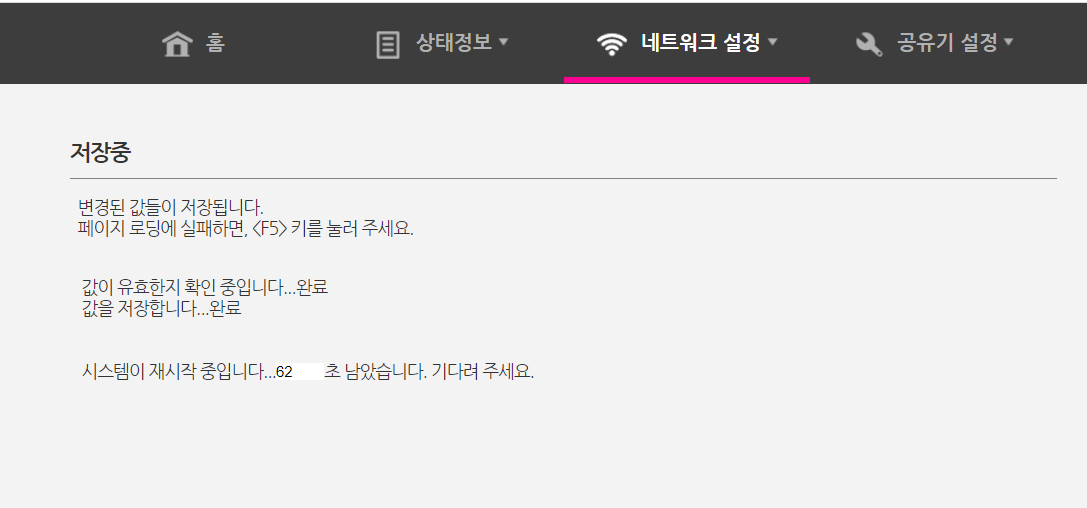 홈 상태정보 네트워크 설정 공유기 설정
저장중
변경된 값들이 저장됩니다.
페이지 로딩에 실패하면, <F5> 키를 눌러 주세요.
값이 유효한지 확인 중입니다...완료
값을 저장합니다...완료
시스템이 재시작 중입니다...62 초 남았습니다. 기다려 주세요.